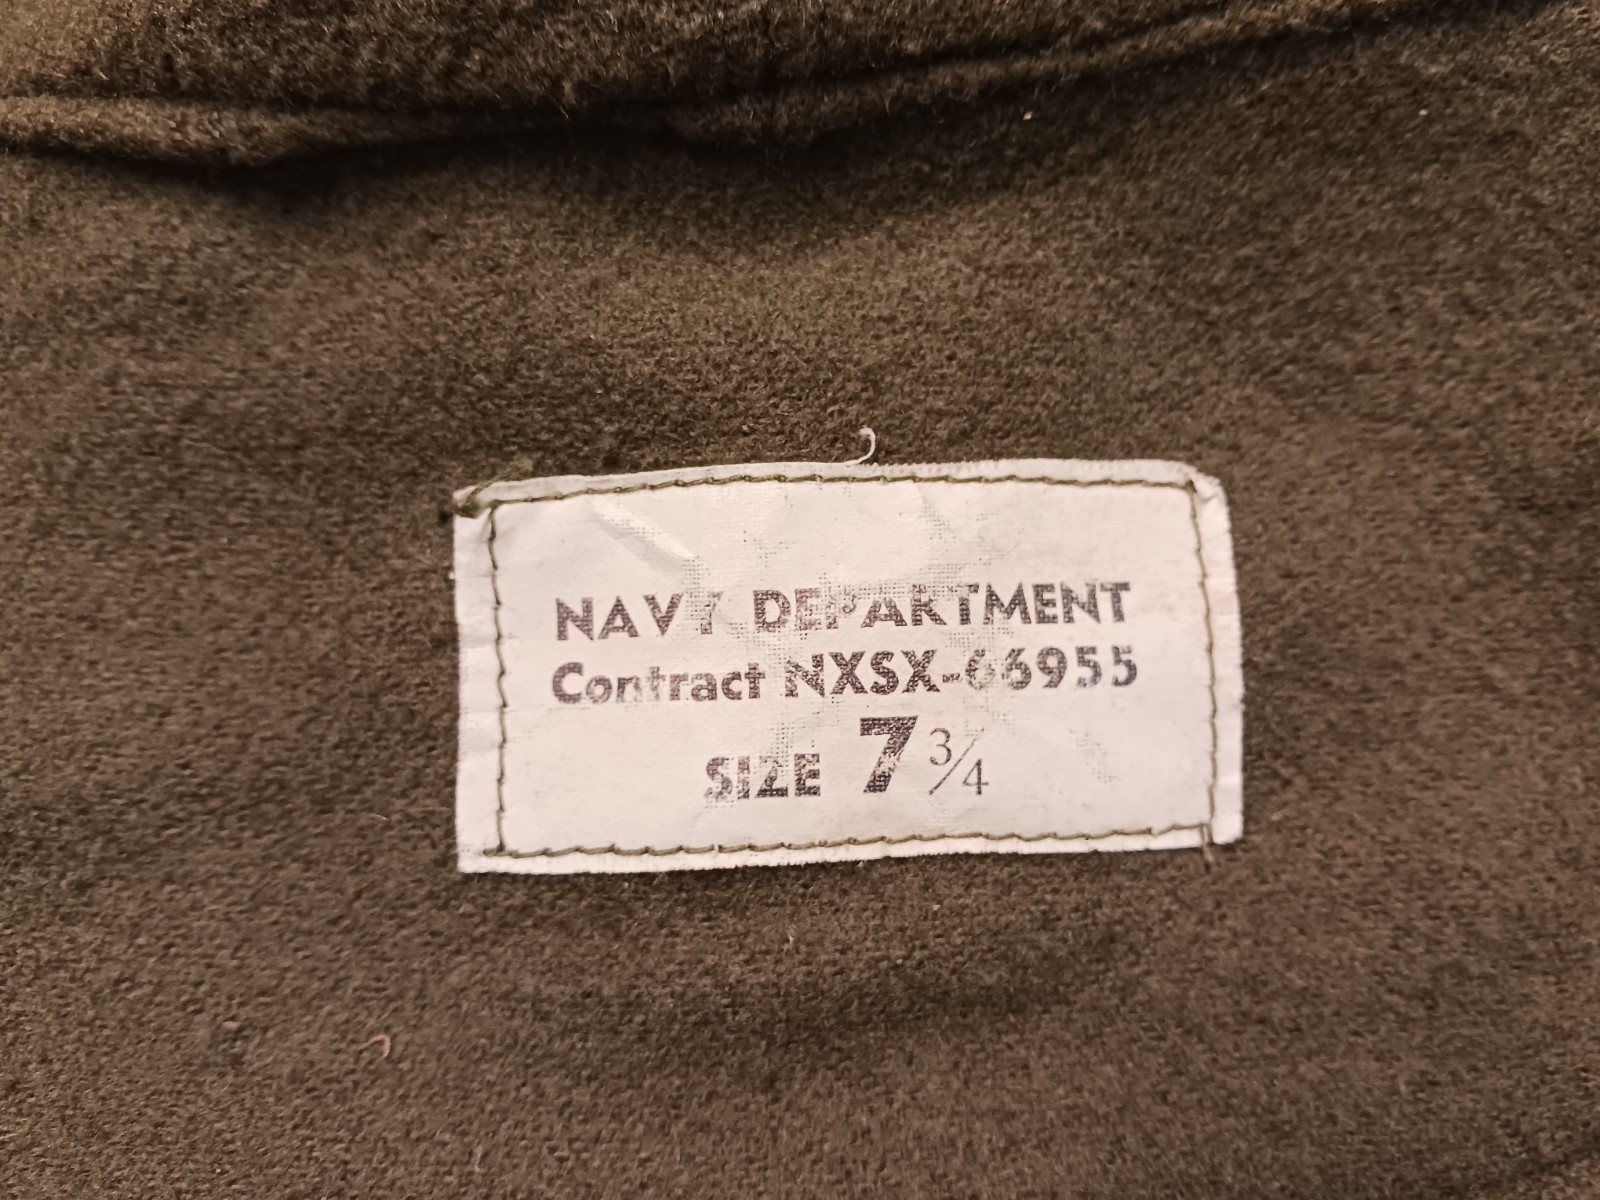 NAVY DEPARTMENT
Contract NXSX-66955
SIZE 7 3/4